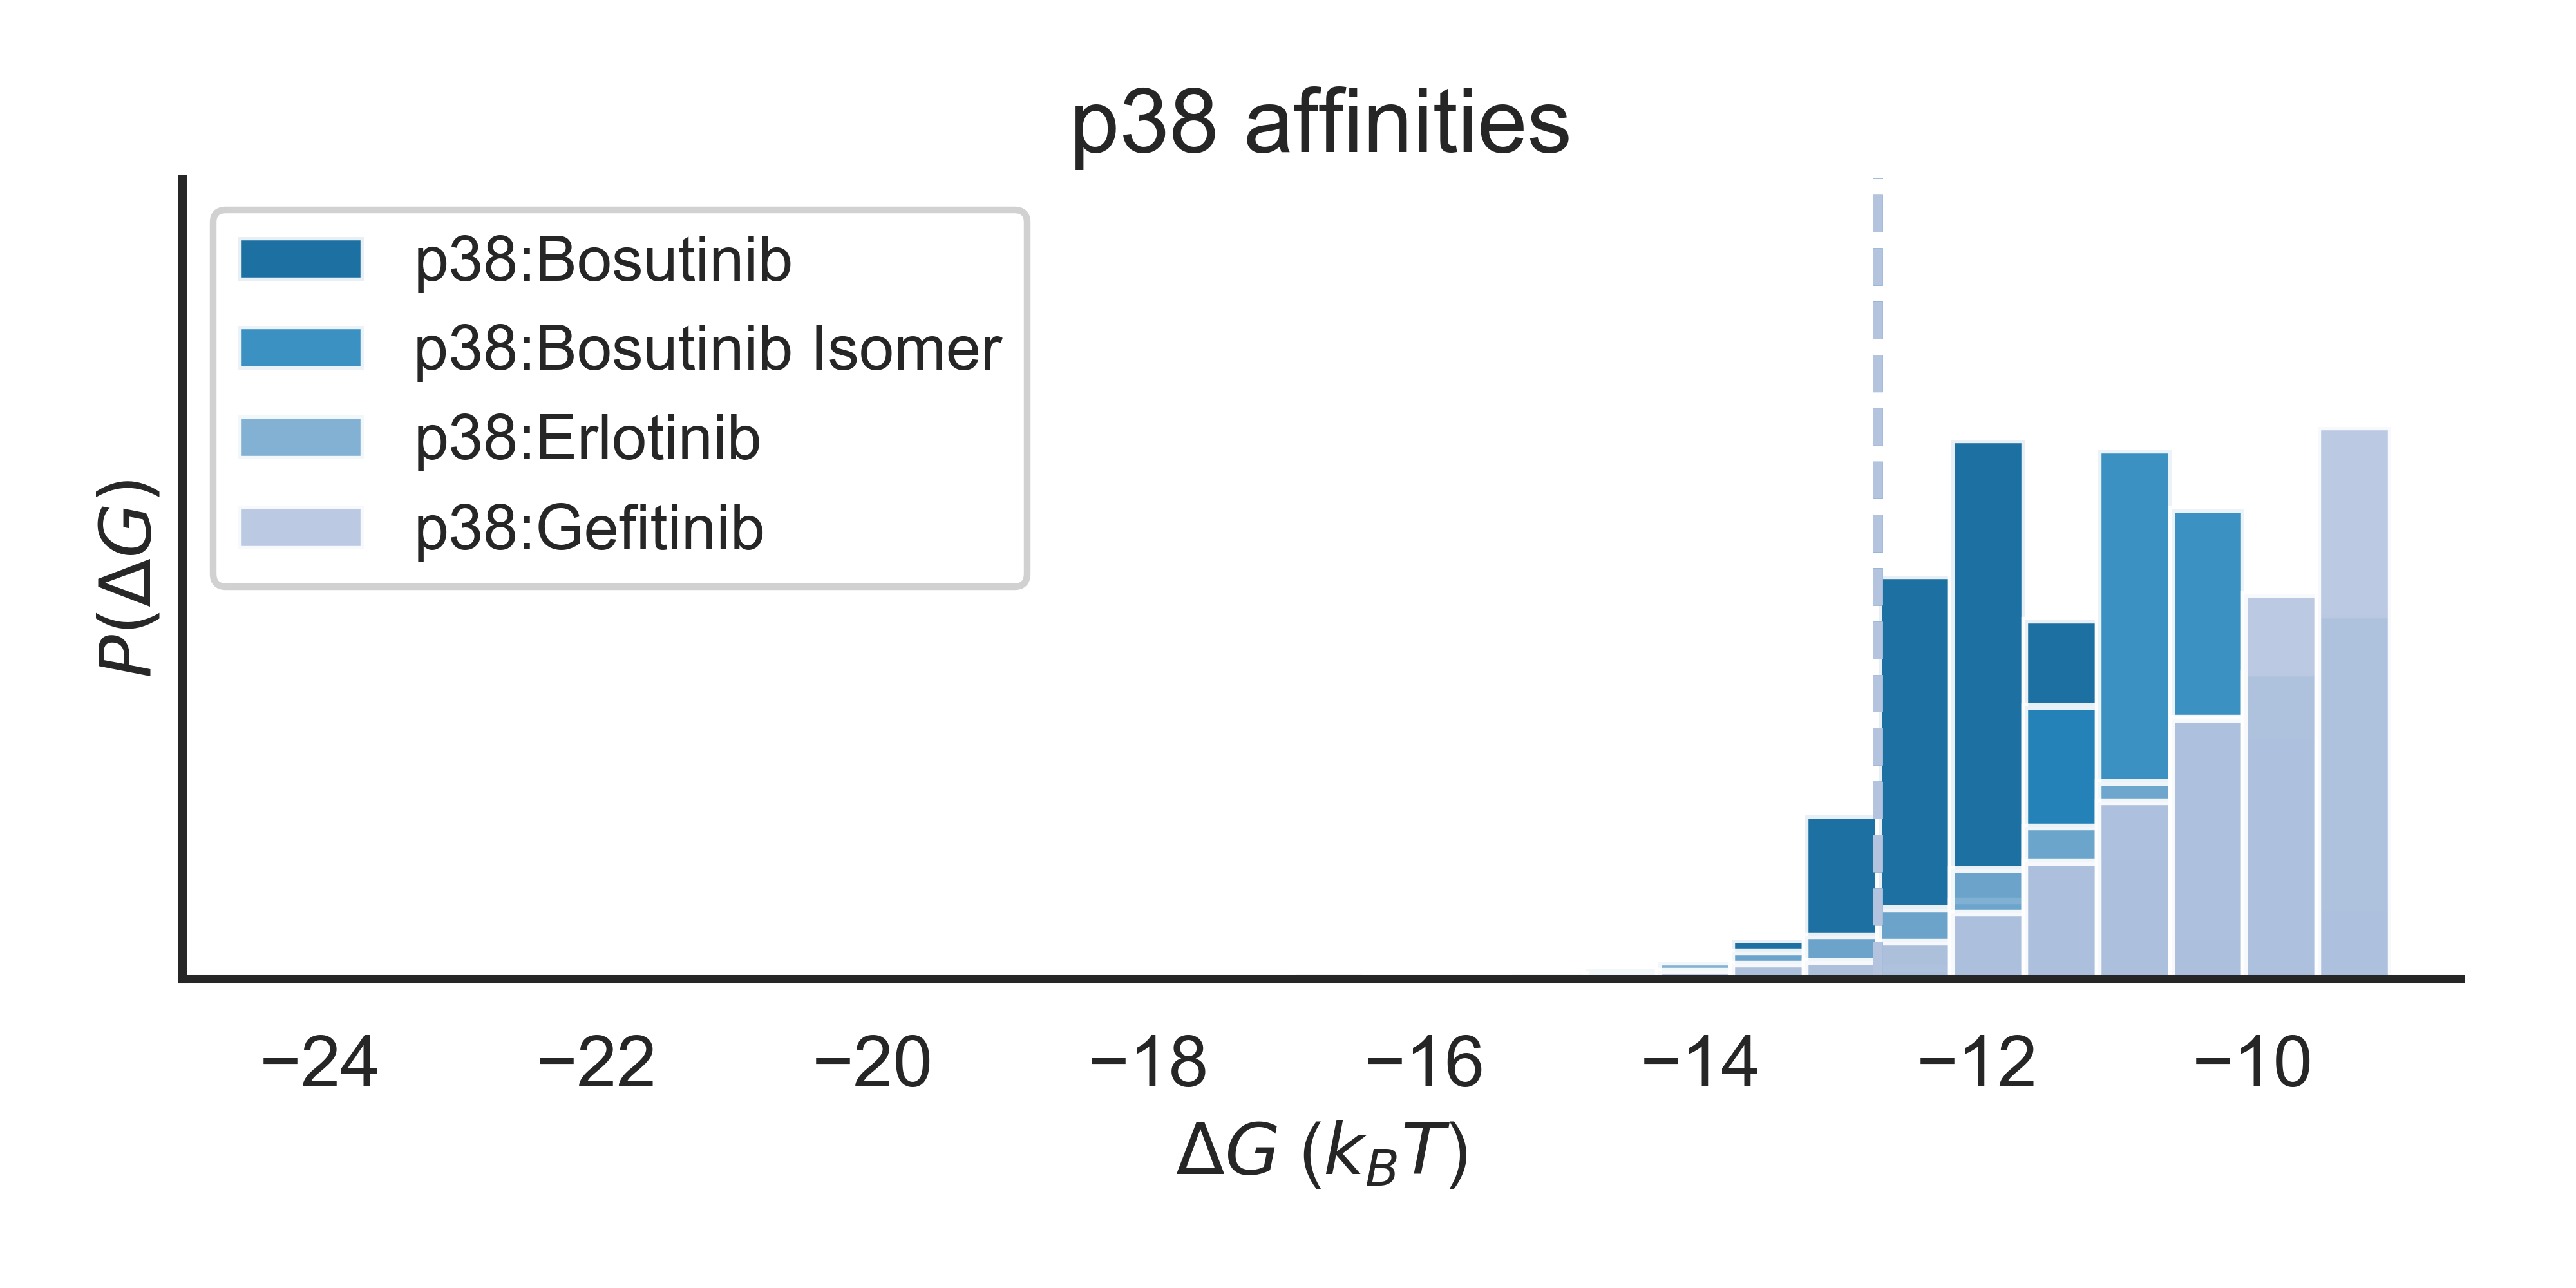 p38 affinities
p38:Bosutinib
p38:Bosutinib Isomer
p38:Erlotinib
p38:Gefitinib
P(ΔG)
−24 −22 −20 −18 −16 −14 −12 −10
ΔG (k_BT)